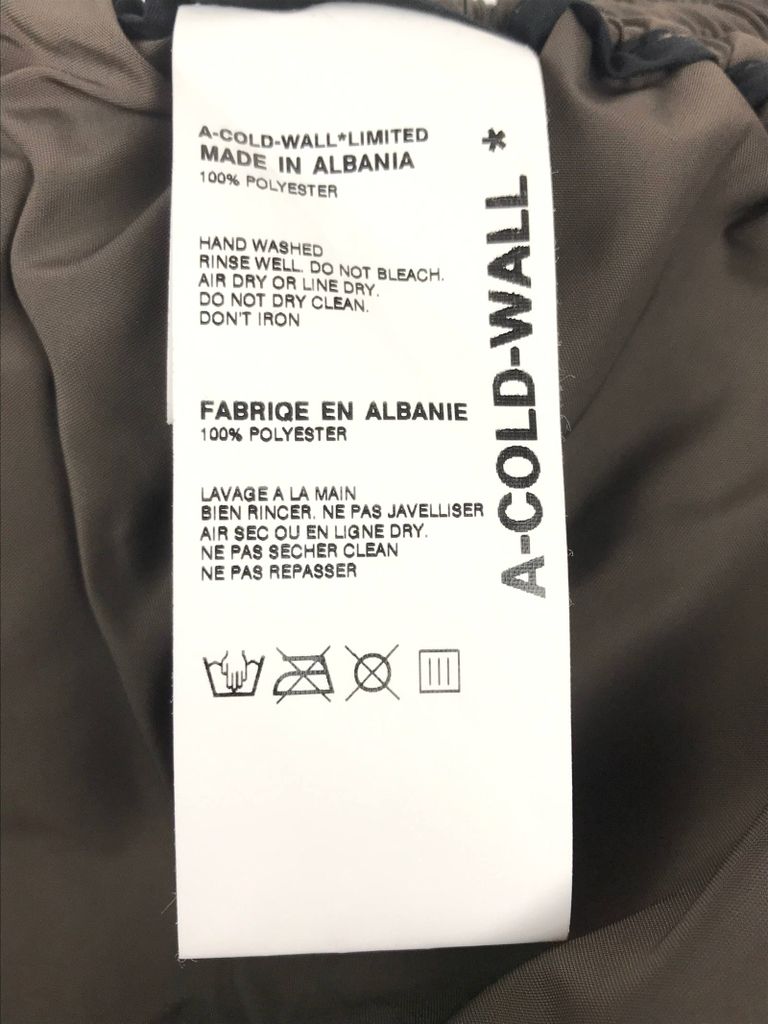 A-COLD-WALL*LIMITED
MADE IN ALBANIA
100% POLYESTER
HAND WASHED
RINSE WELL. DO NOT BLEACH.
AIR DRY OR LINE DRY.
DO NOT DRY CLEAN.
DON'T IRON
FABRIQE EN ALBANIE
100% POLYESTER
LAVAGE A LA MAIN
BIEN RINCER. NE PAS JAVELLISER
AIR SEC OU EN LIGNE DRY.
NE PAS SECHER CLEAN
NE PAS REPASSER
A-COLD-WALL*